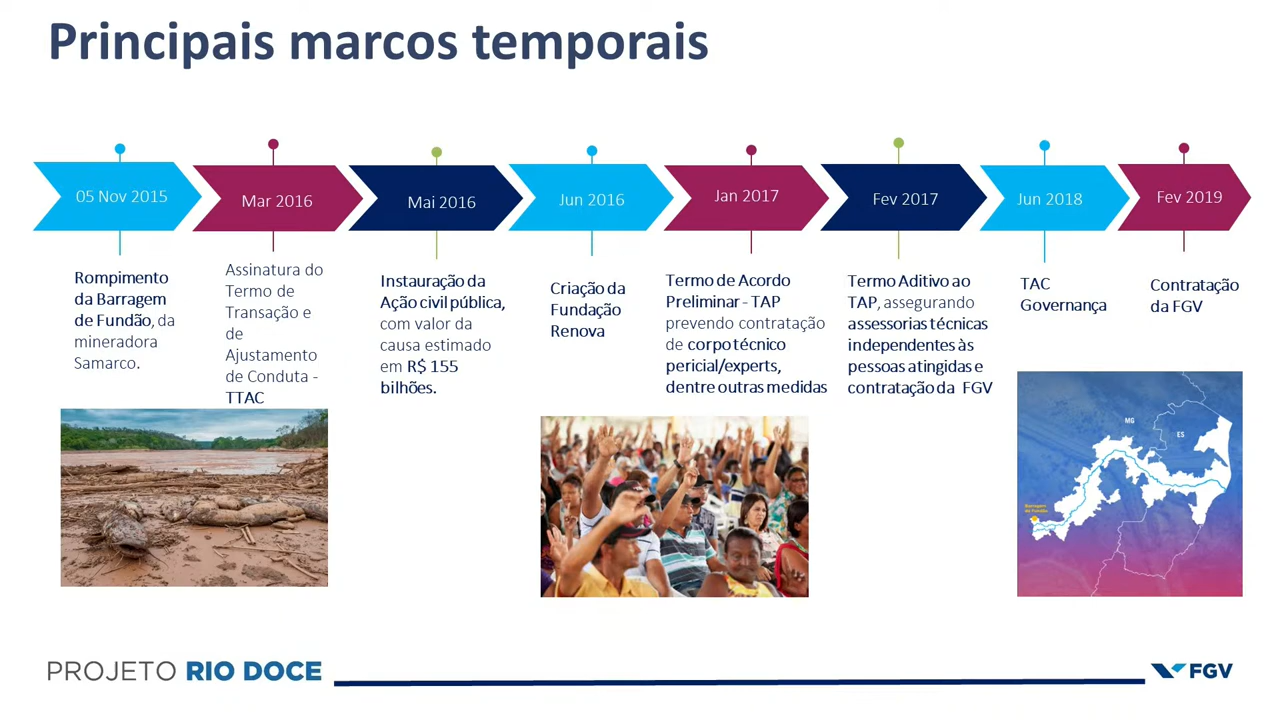 Principais marcos temporais
05 Nov 2015
Mar 2016
Mai 2016
Jun 2016
Jan 2017
Fev 2017
Jun 2018
Fev 2019
Rompimento
da Barragem
de Fundão, da
mineradora
Samarco.
Assinatura do
Termo de
Transação e
de
Ajustamento
de Conduta -
TTAC
Instauração da
Ação civil pública,
com valor da
causa estimado
em R$ 155
bilhões.
Criação da
Fundação
Renova
Termo de Acordo
Preliminar - TAP
prevendo contratação
de corpo técnico
pericial/experts,
dentre outras medidas
Termo Aditivo ao
TAP, assegurando
assessorias técnicas
independentes às
pessoas atingidas e
contratação da FGV
TAC
Governança
Contratação
da FGV
MG
ES
Barragem
de Fundão
PROJETO RIO DOCE
FGV